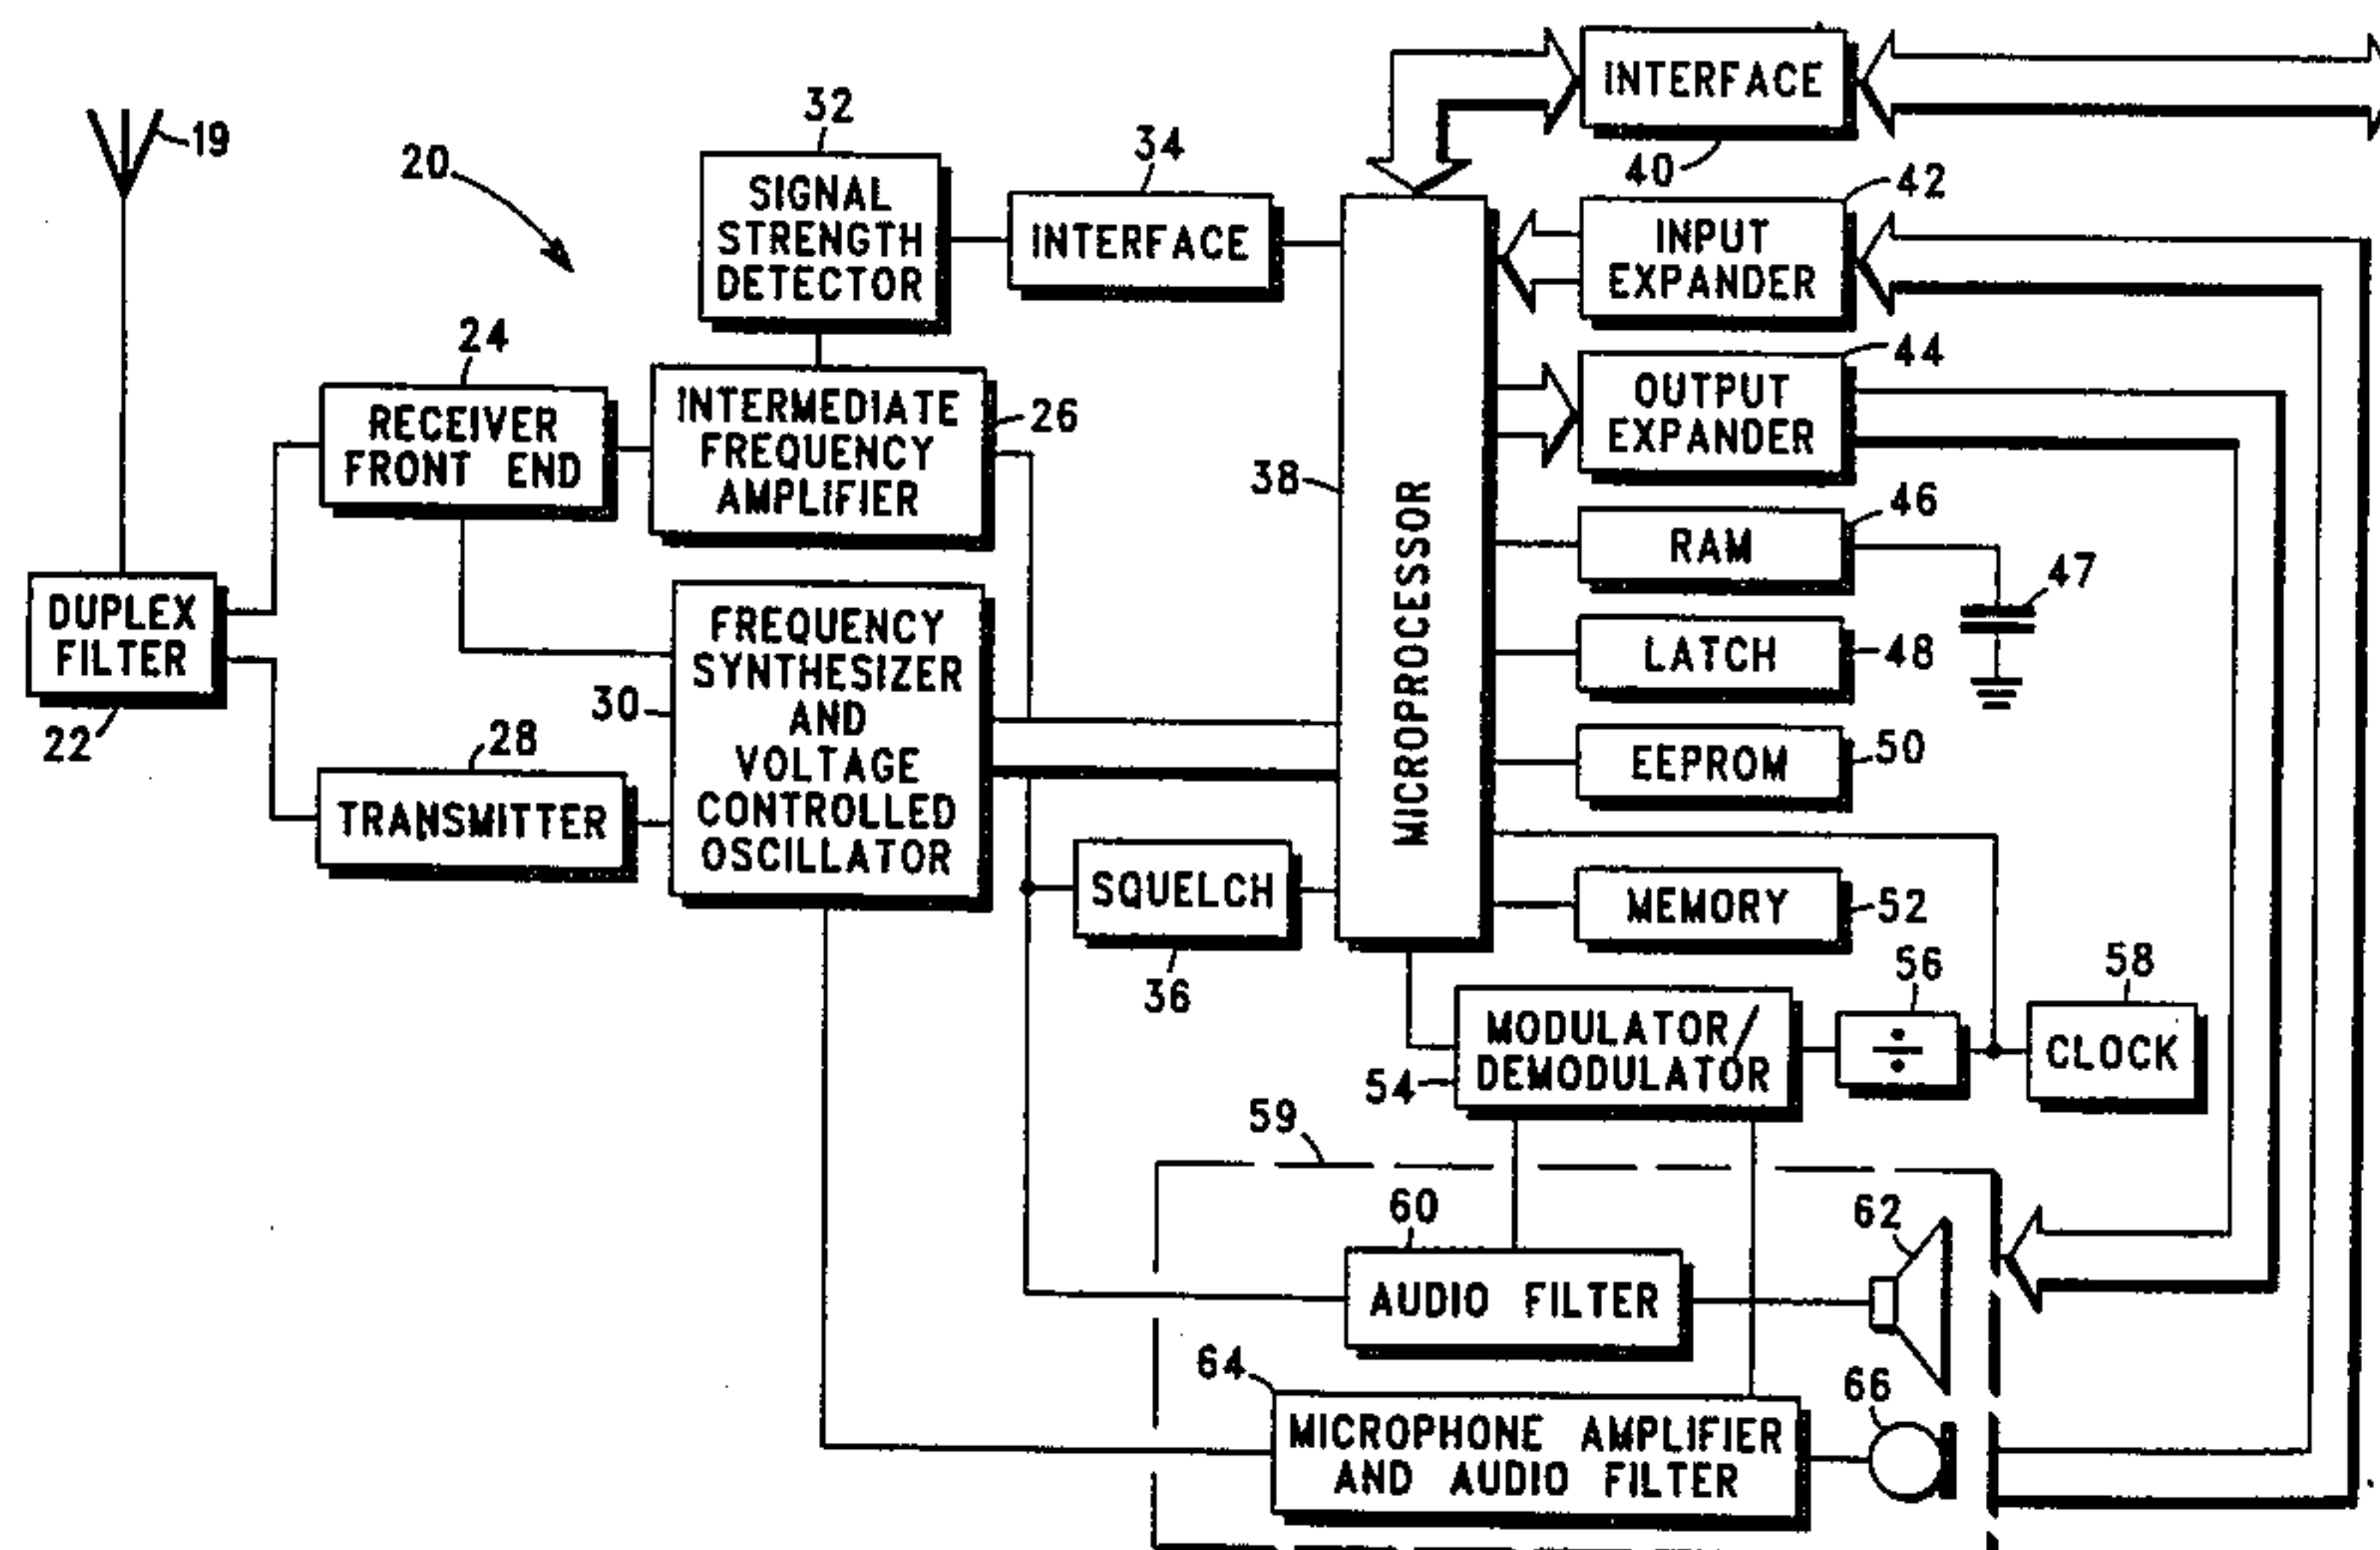 19
20
32
34
INTERFACE
40
SIGNAL
STRENGTH
DETECTOR
INTERFACE
42
INPUT
EXPANDER
24
RECEIVER
FRONT END
INTERMEDIATE
FREQUENCY
AMPLIFIER
26
44
OUTPUT
EXPANDER
38
MICROPROCESSOR
46
RAM
47
DUPLEX
FILTER
22
FREQUENCY
SYNTHESIZER
AND
VOLTAGE
CONTROLLED
OSCILLATOR
30
LATCH
48
28
TRANSMITTER
EEPROM
50
SQUELCH
36
MEMORY
52
56
58
MODULATOR/
DEMODULATOR
54
÷
CLOCK
59
60
AUDIO FILTER
62
64
MICROPHONE AMPLIFIER
AND AUDIO FILTER
66